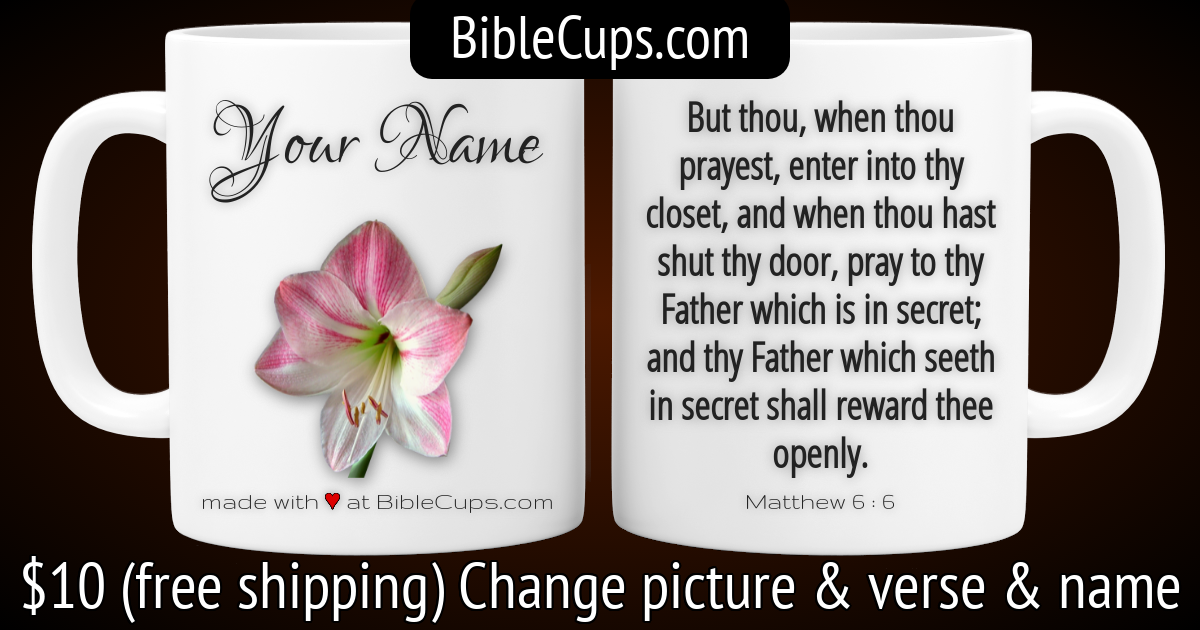 BibleCups.com
Your Name
made with ♥ at BibleCups.com
But thou, when thou
prayest, enter into thy
closet, and when thou hast
shut thy door, pray to thy
Father which is in secret;
and thy Father which seeth
in secret shall reward thee
openly.
Matthew 6 : 6
$10 (free shipping) Change picture & verse & name